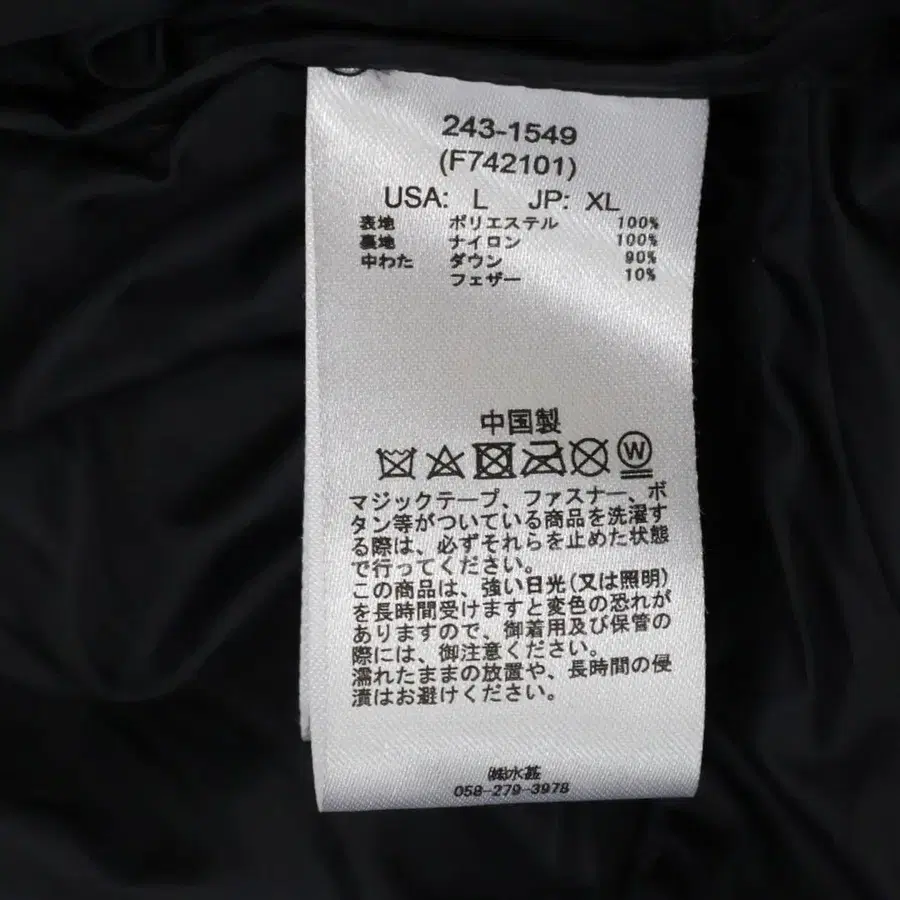 243-1549
(F742101)
USA: L JP: XL
表地 ポリエステル 100%
裏地 ナイロン 100%
中わた ダウン 90%
フェザー 10%
中国製
W
マジックテープ、ファスナー、ボ
タン等がついている商品を洗濯す
る際は、必ずそれらを止めた状態
で行ってください。
この商品は、強い日光(又は照明)
を長時間受けますと変色の恐れが
ありますので、御着用及び保管の
際には、御注意ください。
濡れたままの放置や、長時間の侵
漬はお避けください。
㈱水甚
058-279-3978